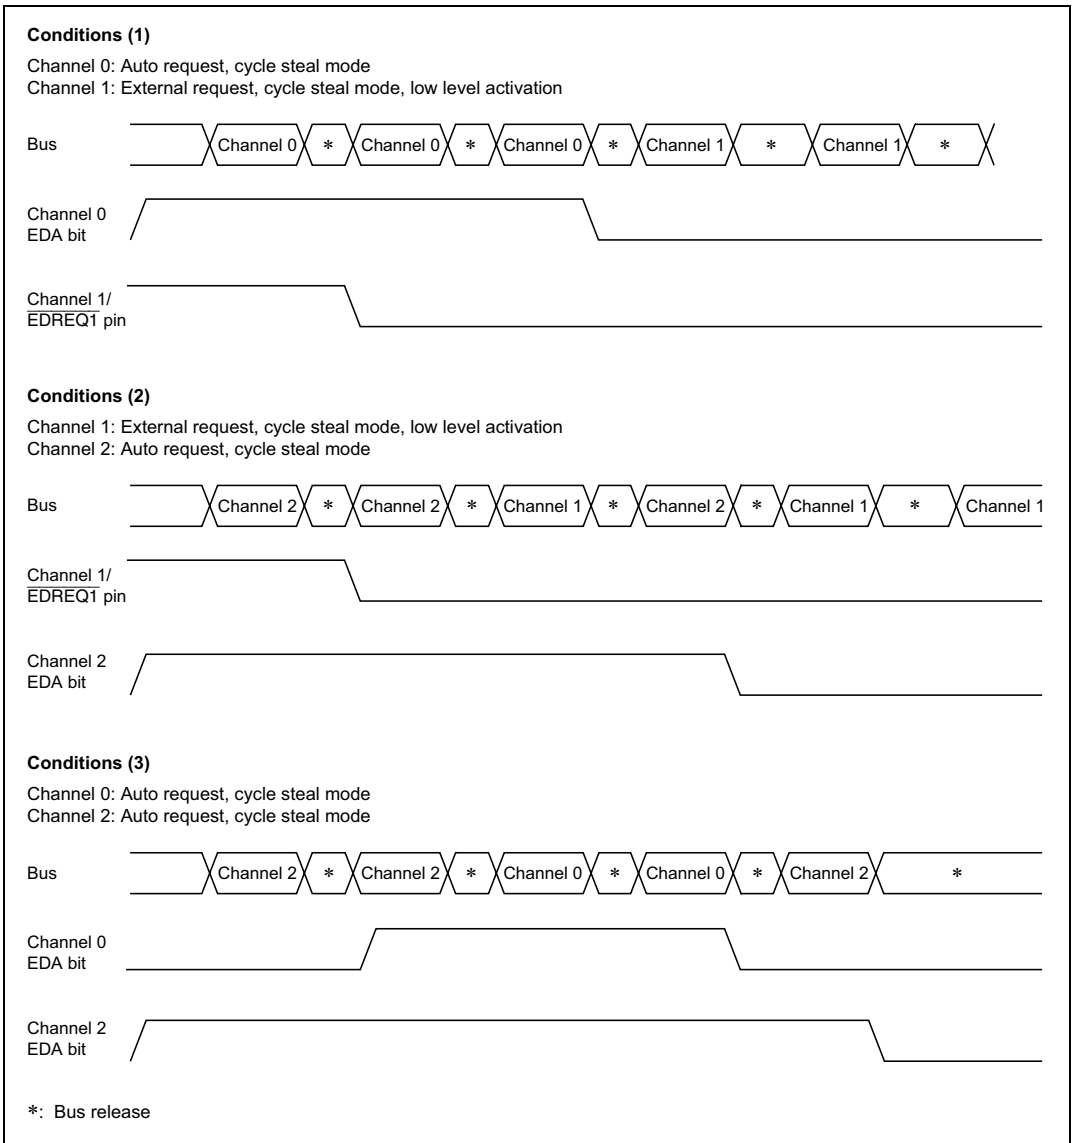 Conditions (1)
Channel 0: Auto request, cycle steal mode
Channel 1: External request, cycle steal mode, low level activation
Bus Channel 0 * Channel 0 * Channel 0 * Channel 1 * Channel 1 *
Channel 0
EDA bit
Channel 1/
EDREQ1 pin
Conditions (2)
Channel 1: External request, cycle steal mode, low level activation
Channel 2: Auto request, cycle steal mode
Bus Channel 2 * Channel 2 * Channel 1 * Channel 2 * Channel 1 * Channel 1
Channel 1/
EDREQ1 pin
Channel 2
EDA bit
Conditions (3)
Channel 0: Auto request, cycle steal mode
Channel 2: Auto request, cycle steal mode
Bus Channel 2 * Channel 2 * Channel 0 * Channel 0 * Channel 2 *
Channel 0
EDA bit
Channel 2
EDA bit
*: Bus release